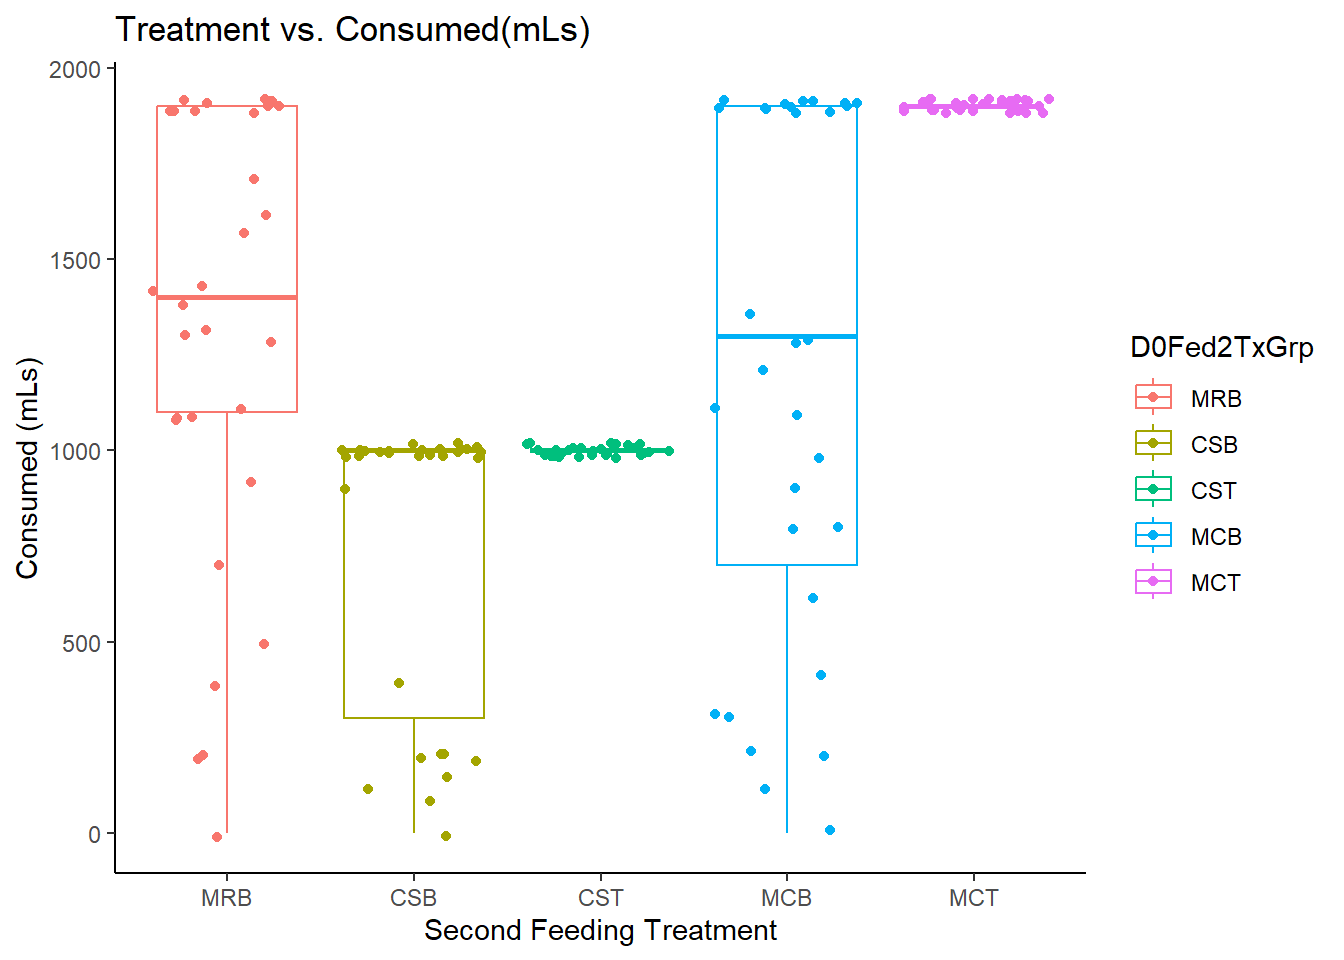 Treatment vs. Consumed(mLs)
2000
1500
1000
500
0
Consumed (mLs)
MRB CSB CST MCB MCT
Second Feeding Treatment
D0Fed2TxGrp
MRB
CSB
CST
MCB
MCT